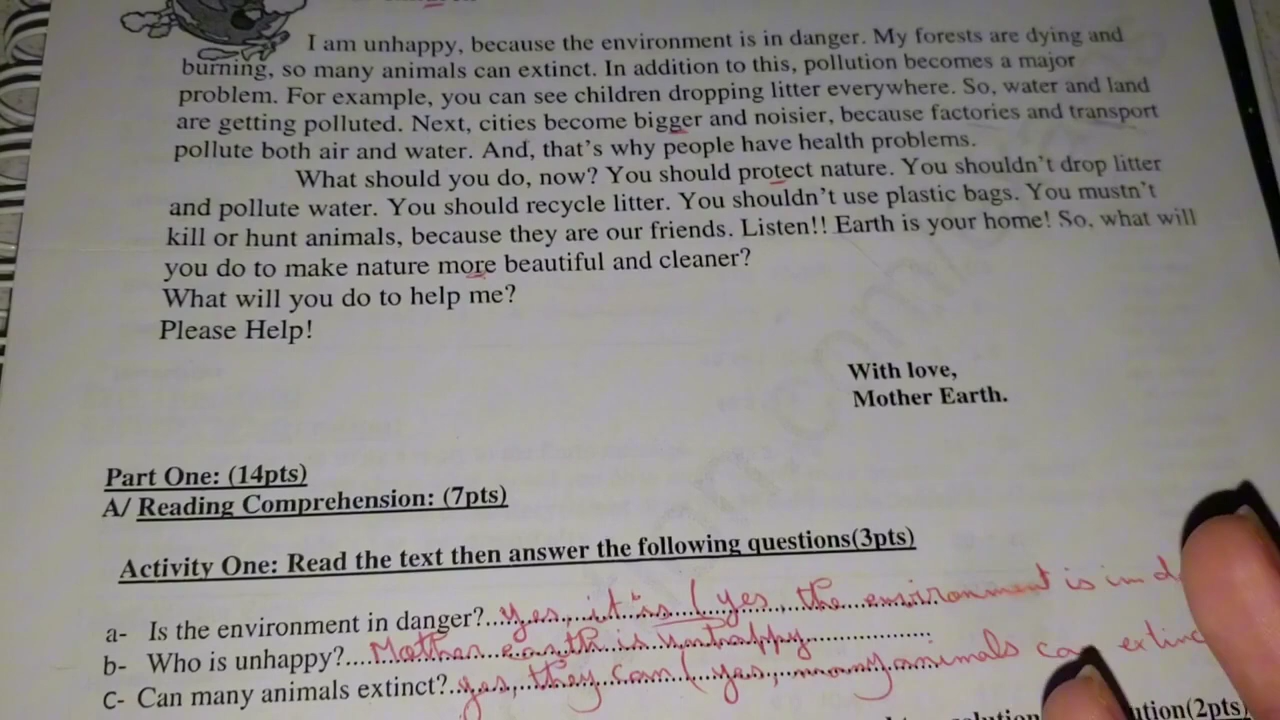 I am unhappy, because the environment is in danger. My forests are dying and
burning, so many animals can extinct. In addition to this, pollution becomes a major
problem. For example, you can see children dropping litter everywhere. So, water and land
are getting polluted. Next, cities become bigger and noisier, because factories and transport
pollute both air and water. And, that's why people have health problems.
What should you do, now? You should protect nature. You shouldn't drop litter
and pollute water. You should recycle litter. You shouldn't use plastic bags. You mustn't
kill or hunt animals, because they are our friends. Listen!! Earth is your home! So, what will
you do to make nature more beautiful and cleaner?
What will you do to help me?
Please Help!
With love,
Mother Earth.
Part One: (14pts)
A/ Reading Comprehension: (7pts)
Activity One: Read the text then answer the following questions(3pts)
a- Is the environment in danger? yes, it is ( yes, the environment is in d
b- Who is unhappy? Mother earth is unhappy
C- Can many animals extinct? yes, they can ( yes, many animals can extinc
(2pts)